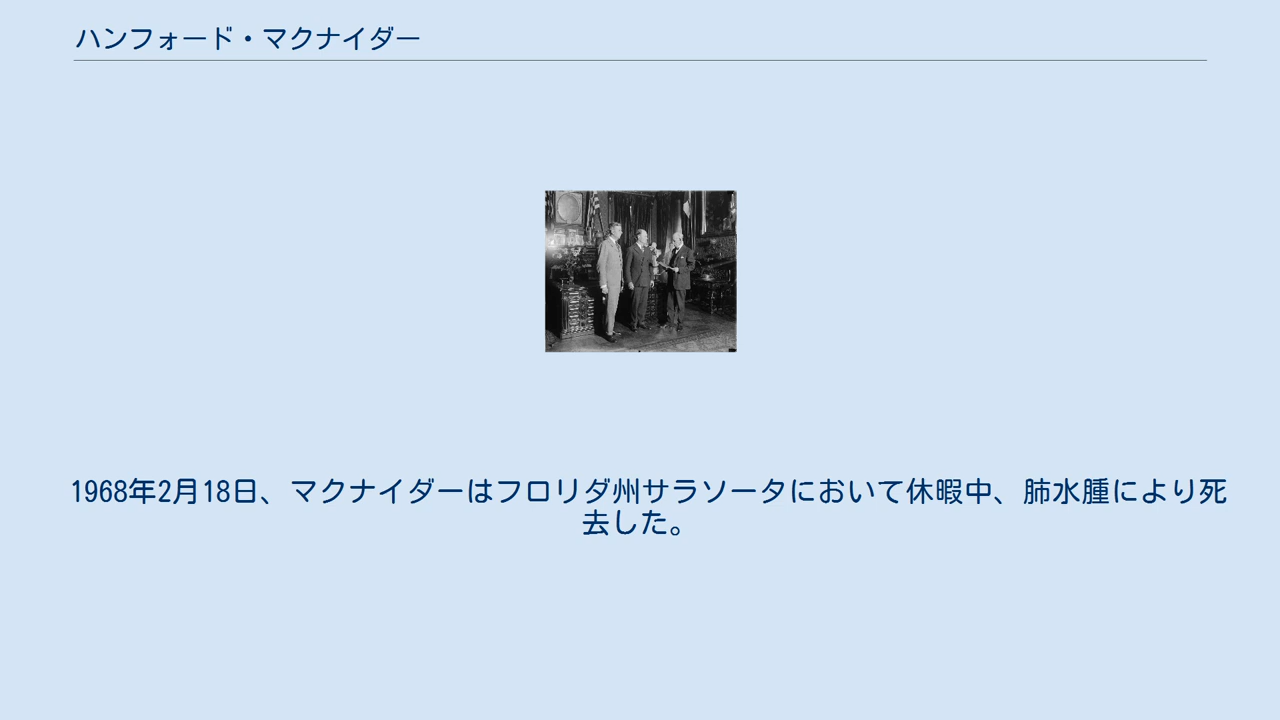 ハンフォード・マクナイダー
1968年2月18日、マクナイダーはフロリダ州サラソータにおいて休暇中、肺水腫により死
去した。